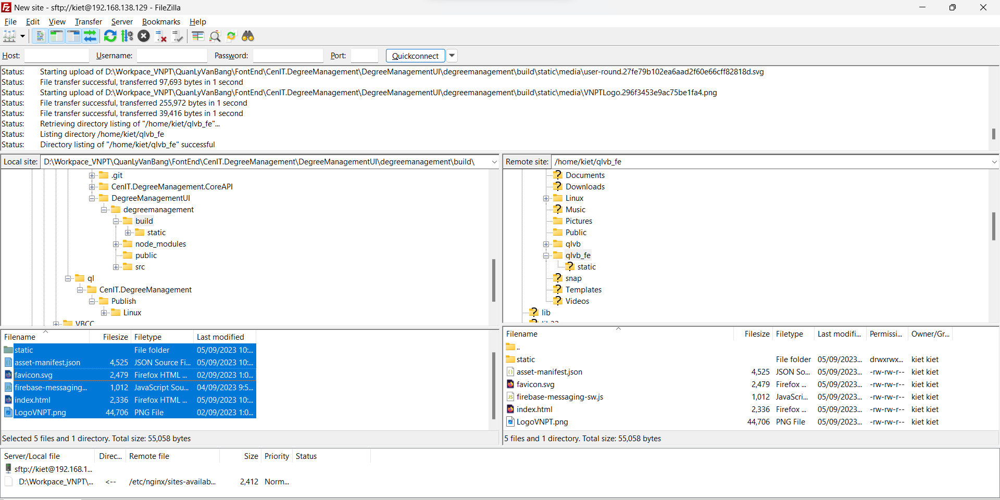 New site - sftp://kiet@192.168.138.129 - FileZilla
File Edit View Transfer Server Bookmarks Help
Host: Username: Password: Port: Quickconnect
Status: Starting upload of D:\Workpace_VNPT\QuanLyVanBang\FontEnd\CenIT.DegreeManagement\DegreeManagementUI\degreemanagement\build\static\media\user-round.27fe79b102ea6aad2f60e66cff82818d.svg
Status: File transfer successful, transferred 97,693 bytes in 1 second
Status: Starting upload of D:\Workpace_VNPT\QuanLyVanBang\FontEnd\CenIT.DegreeManagement\DegreeManagementUI\degreemanagement\build\static\media\VNPTLogo.296f3453e9ac75be1fa4.png
Status: File transfer successful, transferred 255,972 bytes in 1 second
Status: File transfer successful, transferred 39,416 bytes in 1 second
Status: Retrieving directory listing of "/home/kiet/qlvb_fe"...
Status: Listing directory /home/kiet/qlvb_fe
Status: Directory listing of "/home/kiet/qlvb_fe" successful
Local site: D:\Workpace_VNPT\QuanLyVanBang\FontEnd\CenIT.DegreeManagement\DegreeManagementUI\degreemanagement\build\
.git
CenIT.DegreeManagement.CoreAPI
DegreeManagementUI
degreemanagement
build
static
node_modules
public
src
ql
CenIT.DegreeManagement
Publish
Linux
VBCC
Filename Filesize Filetype Last modified
static File folder 05/09/2023 10:...
asset-manifest.json 4,525 JSON Source Fi... 05/09/2023 10:...
favicon.svg 2,479 Firefox HTML ... 02/09/2023 1:0...
firebase-messaging... 1,012 JavaScript Sou... 04/09/2023 9:5...
index.html 2,336 Firefox HTML ... 05/09/2023 10:...
LogoVNPT.png 44,706 PNG File 02/09/2023 1:0...
Selected 5 files and 1 directory. Total size: 55,058 bytes
Remote site: /home/kiet/qlvb_fe
Documents
Downloads
Linux
Music
Pictures
Public
qlvb
qlvb_fe
static
snap
Templates
Videos
lib
Filename Filesize Filetype Last modifi... Permissi... Owner/Gr...
..
static File folder 05/09/2023... drwxrwx... kiet kiet
asset-manifest.json 4,525 JSON So... 05/09/2023... -rw-rw-r-- kiet kiet
favicon.svg 2,479 Firefox ... 05/09/2023... -rw-rw-r-- kiet kiet
firebase-messaging-sw.js 1,012 JavaScri... 05/09/2023... -rw-rw-r-- kiet kiet
index.html 2,336 Firefox ... 05/09/2023... -rw-rw-r-- kiet kiet
LogoVNPT.png 44,706 PNG File 05/09/2023... -rw-rw-r-- kiet kiet
5 files and 1 directory. Total size: 55,058 bytes
Server/Local file Direc... Remote file Size Priority Status
sftp://kiet@192.168.1...
D:\Workpace_VNPT\... <-- /etc/nginx/sites-availab... 2,412 Norm...